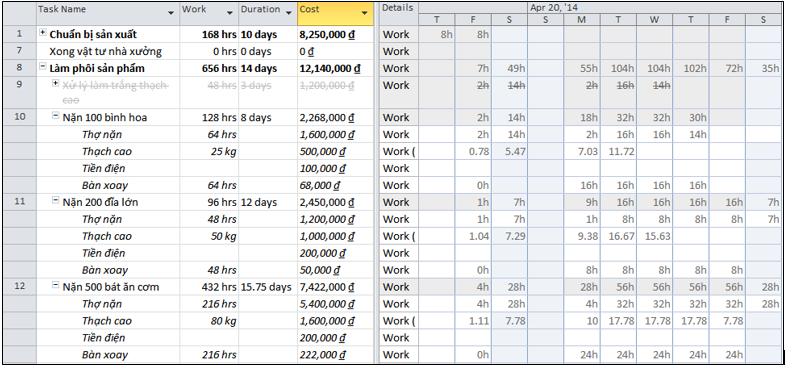 Task Name Work Duration Cost Details Apr 20, '14
T F S S M T W T F S
1 Chuẩn bị sản xuất 168 hrs 10 days 8,250,000 ₫ Work 8h 8h
7 Xong vật tư nhà xưởng 0 hrs 0 days 0 ₫ Work
8 Làm phôi sản phẩm 656 hrs 14 days 12,140,000 ₫ Work 7h 49h 55h 104h 104h 102h 72h 35h
9 Xử lý làm trắng thạch cao 48 hrs 3 days 1,200,000 ₫ Work 2h 14h 2h 16h 14h
10 Nặn 100 bình hoa 128 hrs 8 days 2,268,000 ₫ Work 2h 14h 18h 32h 32h 30h
Thợ nặn 64 hrs 1,600,000 ₫ Work 2h 14h 2h 16h 16h 14h
Thạch cao 25 kg 500,000 ₫ Work ( 0.78 5.47 7.03 11.72
Tiền điện 100,000 ₫ Work
Bàn xoay 64 hrs 68,000 ₫ Work 0h 16h 16h 16h 16h
11 Nặn 200 đĩa lớn 96 hrs 12 days 2,450,000 ₫ Work 1h 7h 9h 16h 16h 16h 16h 7h
Thợ nặn 48 hrs 1,200,000 ₫ Work 1h 7h 1h 8h 8h 8h 8h 7h
Thạch cao 50 kg 1,000,000 ₫ Work ( 1.04 7.29 9.38 16.67 15.63
Tiền điện 200,000 ₫ Work
Bàn xoay 48 hrs 50,000 ₫ Work 0h 8h 8h 8h 8h 8h
12 Nặn 500 bát ăn cơm 432 hrs 15.75 days 7,422,000 ₫ Work 4h 28h 28h 56h 56h 56h 56h 28h
Thợ nặn 216 hrs 5,400,000 ₫ Work 4h 28h 4h 32h 32h 32h 32h 28h
Thạch cao 80 kg 1,600,000 ₫ Work ( 1.11 7.78 10 17.78 17.78 17.78 7.78
Tiền điện 200,000 ₫ Work
Bàn xoay 216 hrs 222,000 ₫ Work 0h 24h 24h 24h 24h